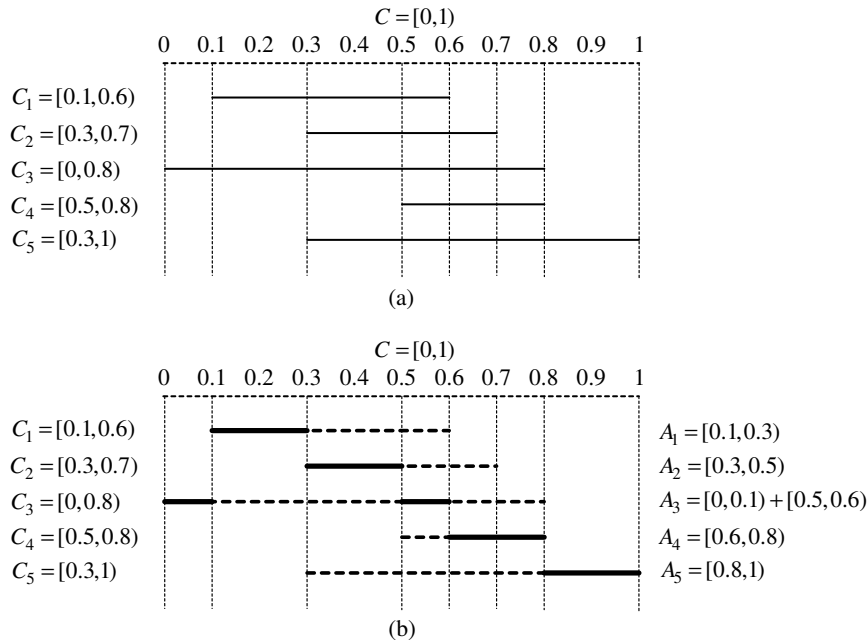 C = [0,1)
0 0.1 0.2 0.3 0.4 0.5 0.6 0.7 0.8 0.9 1
C₁ = [0.1,0.6)
C₂ = [0.3,0.7)
C₃ = [0,0.8)
C₄ = [0.5,0.8)
C₅ = [0.3,1)
(a)
C = [0,1)
0 0.1 0.2 0.3 0.4 0.5 0.6 0.7 0.8 0.9 1
C₁ = [0.1,0.6) A₁ = [0.1,0.3)
C₂ = [0.3,0.7) A₂ = [0.3,0.5)
C₃ = [0,0.8) A₃ = [0,0.1) + [0.5,0.6)
C₄ = [0.5,0.8) A₄ = [0.6,0.8)
C₅ = [0.3,1) A₅ = [0.8,1)
(b)